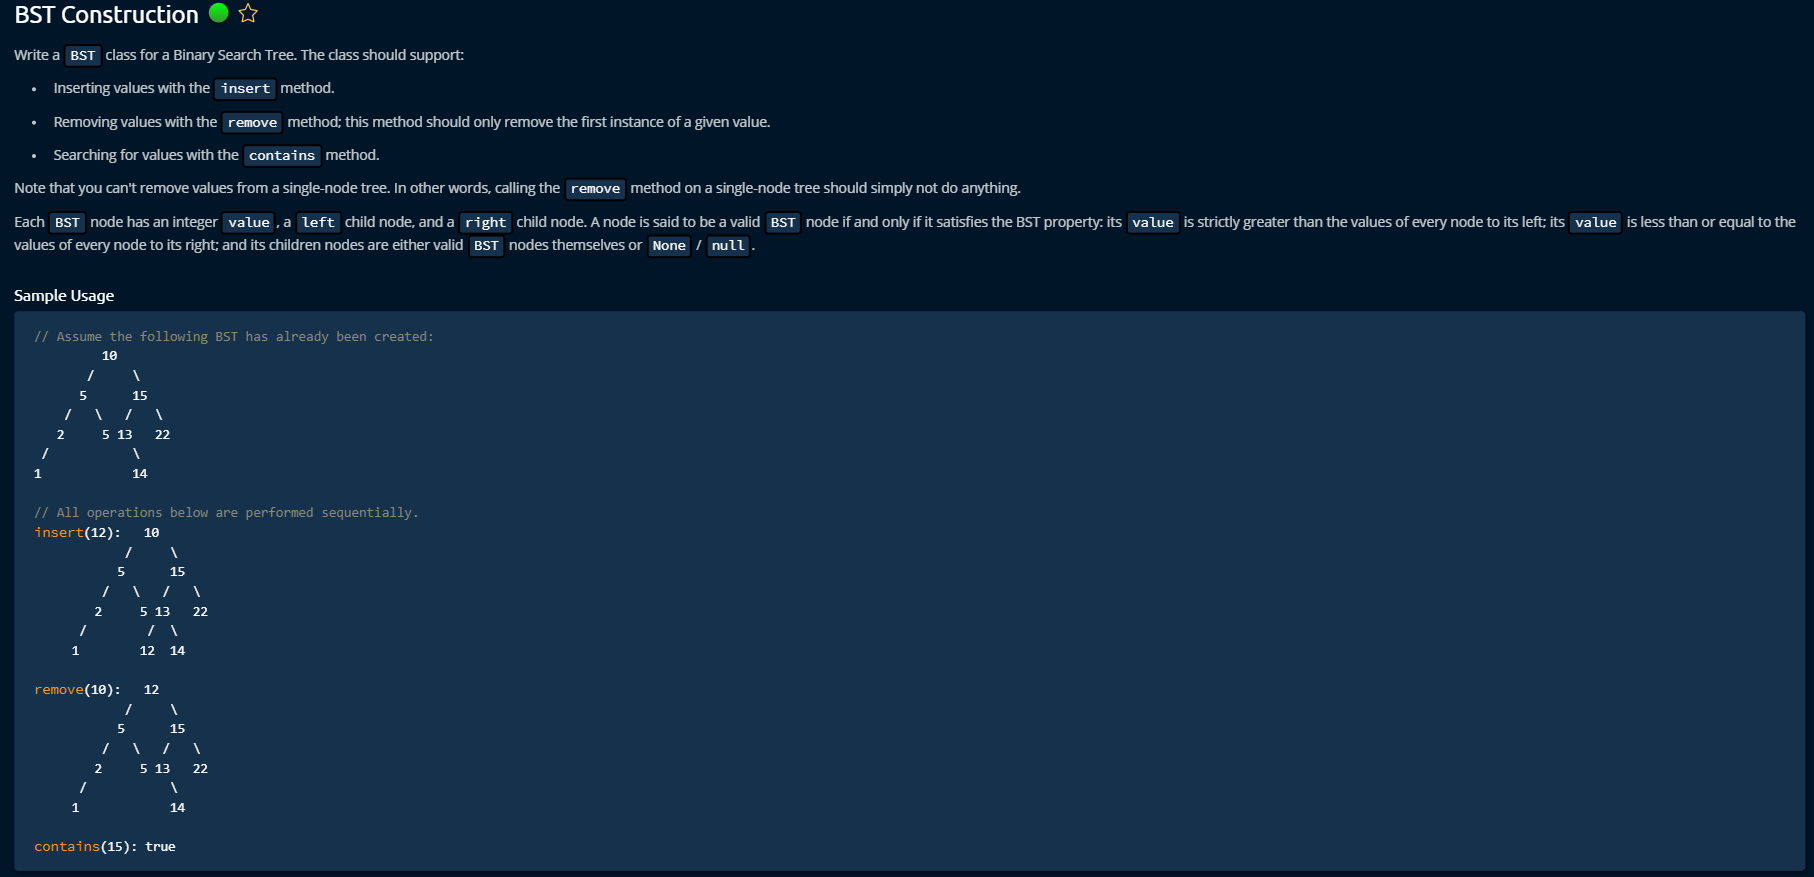 BST Construction
Write a BST class for a Binary Search Tree. The class should support:
• Inserting values with the insert method.
• Removing values with the remove method; this method should only remove the first instance of a given value.
• Searching for values with the contains method.
Note that you can't remove values from a single-node tree. In other words, calling the remove method on a single-node tree should simply not do anything.
Each BST node has an integer value, a left child node, and a right child node. A node is said to be a valid BST node if and only if it satisfies the BST property: its value is strictly greater than the values of every node to its left; its value is less than or equal to the
values of every node to its right; and its children nodes are either valid BST nodes themselves or None / null.
Sample Usage
// Assume the following BST has already been created:
         10
       /     \
      5      15
    /   \   /   \
   2     5 13   22
 /            \
1            14
// All operations below are performed sequentially.
insert(12):   10
            /     \
           5      15
         /   \   /   \
        2     5 13   22
      /        /  \
     1        12  14
remove(10):   12
            /     \
           5      15
         /   \   /   \
        2     5 13   22
      /           \
     1            14
contains(15): true